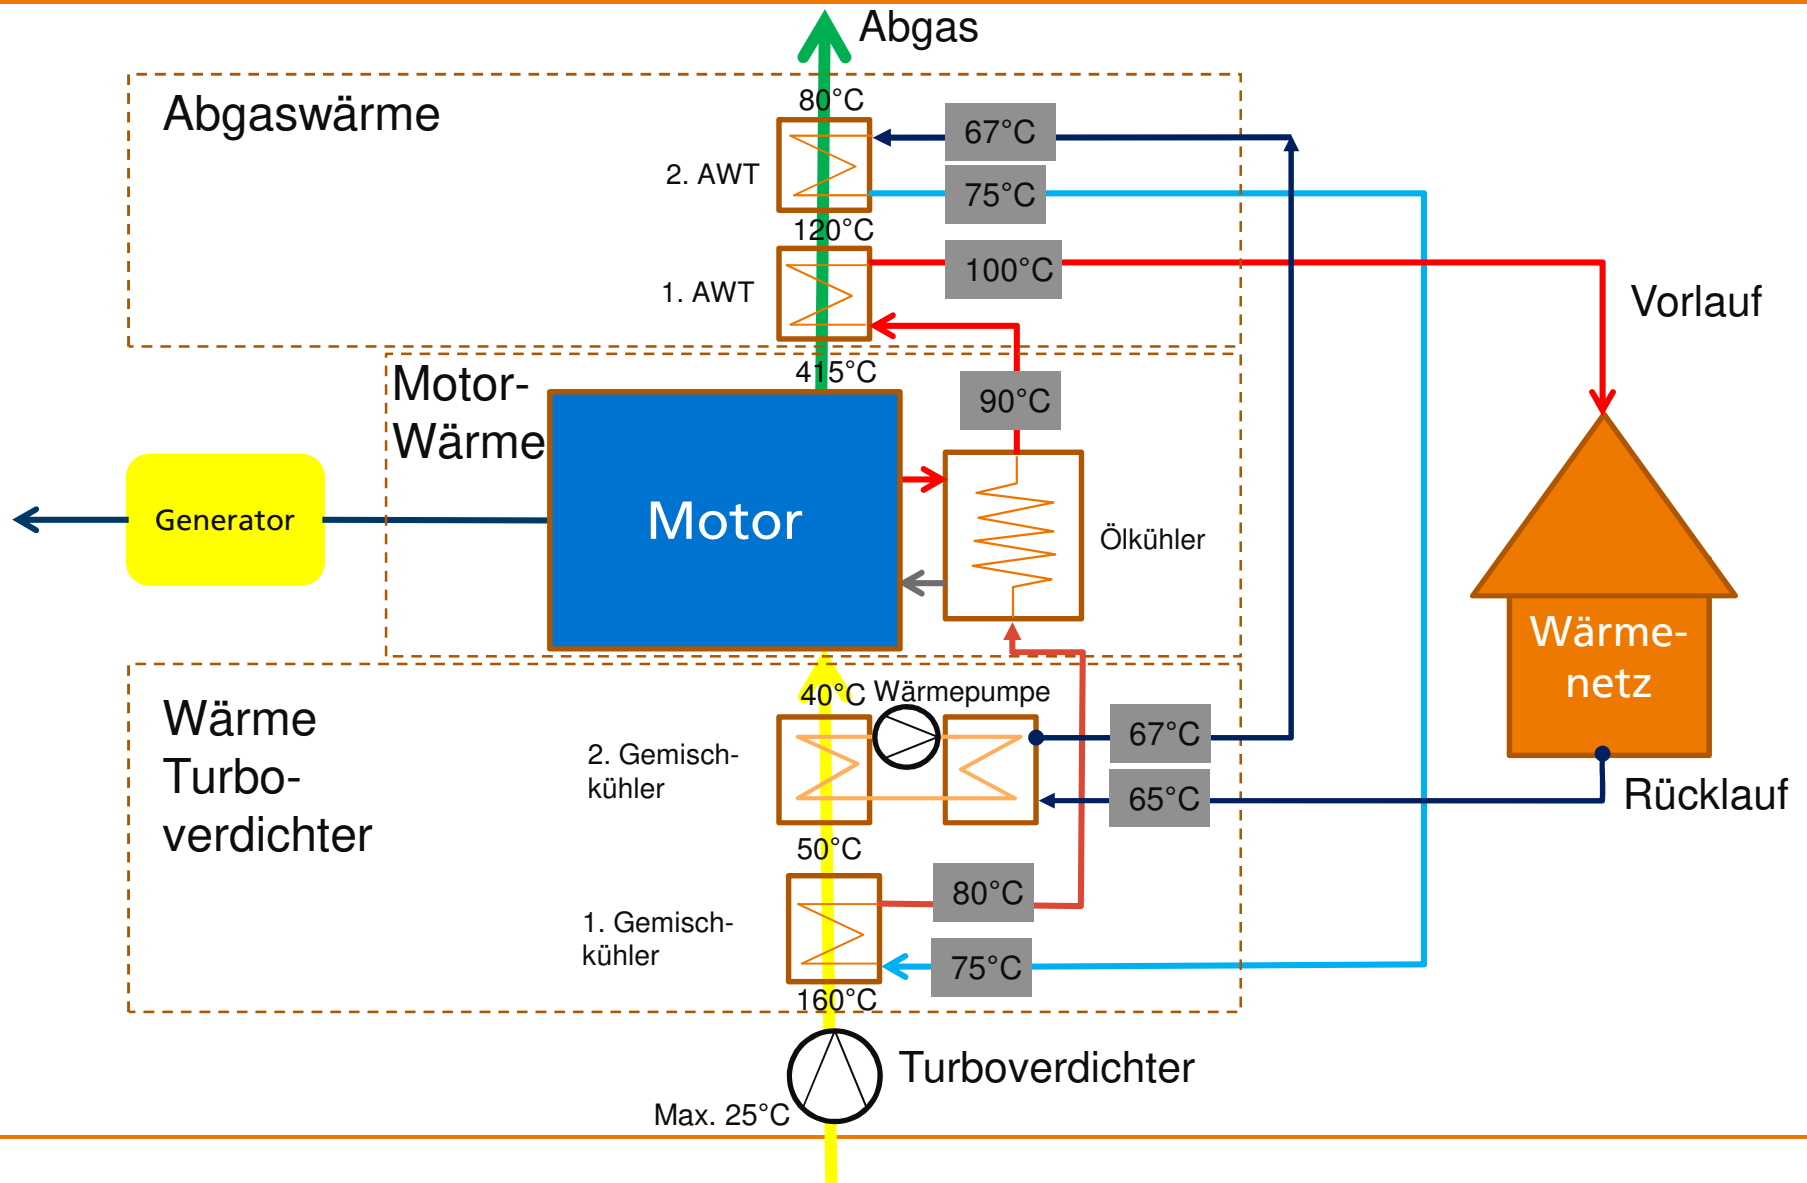 Abgas
Abgaswärme
80°C
67°C
2. AWT
75°C
120°C
100°C
1. AWT
Vorlauf
415°C
Motor-
Wärme
90°C
Generator
Motor
Ölkühler
Wärme-
netz
40°C
Wärmepumpe
Wärme
Turbo-
verdichter
67°C
2. Gemisch-
kühler
65°C
Rücklauf
50°C
80°C
1. Gemisch-
kühler
75°C
160°C
Turboverdichter
Max. 25°C